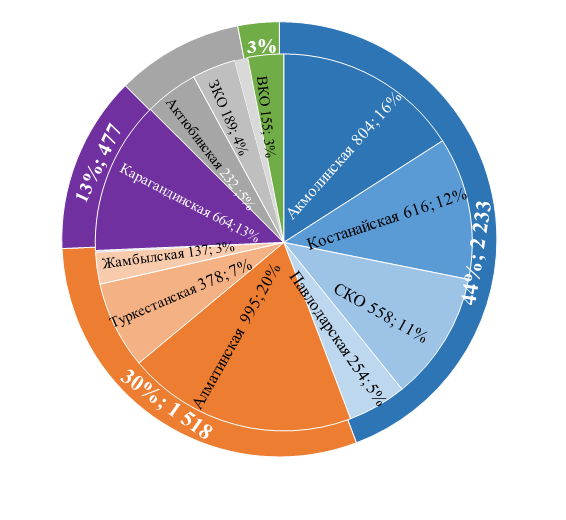 3%
ВКО 155; 3%
ЗКО 189; 4%
Актюбинская 232 ;5%
Акмолинская 804; 16%
13%; 477
Карагандинская 664;13%
Костанайская 616; 12%
44%; 2 233
Жамбылская 137; 3%
Туркестанская 378; 7%
СКО 558; 11%
Павлодарская 254; 5%
Алматинская 995; 20%
30%; 1 518